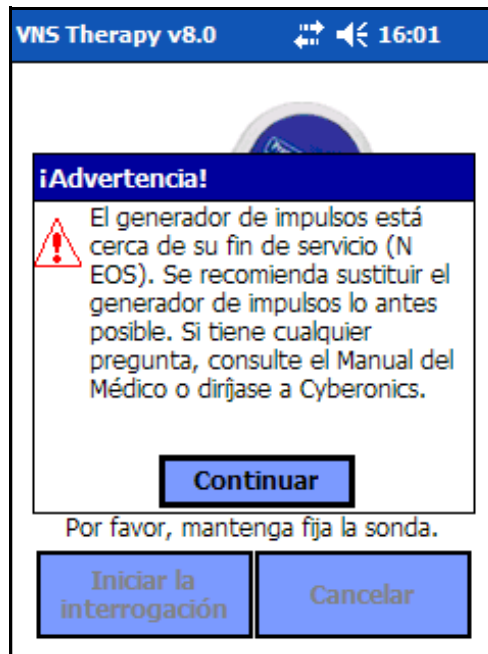 VNS Therapy v8.0 16:01
¡Advertencia!
El generador de impulsos está
cerca de su fin de servicio (N
EOS). Se recomienda sustituir el
generador de impulsos lo antes
posible. Si tiene cualquier
pregunta, consulte el Manual del
Médico o diríjase a Cyberonics.
Continuar
Por favor, mantenga fija la sonda.
Iniciar la
interrogación
Cancelar